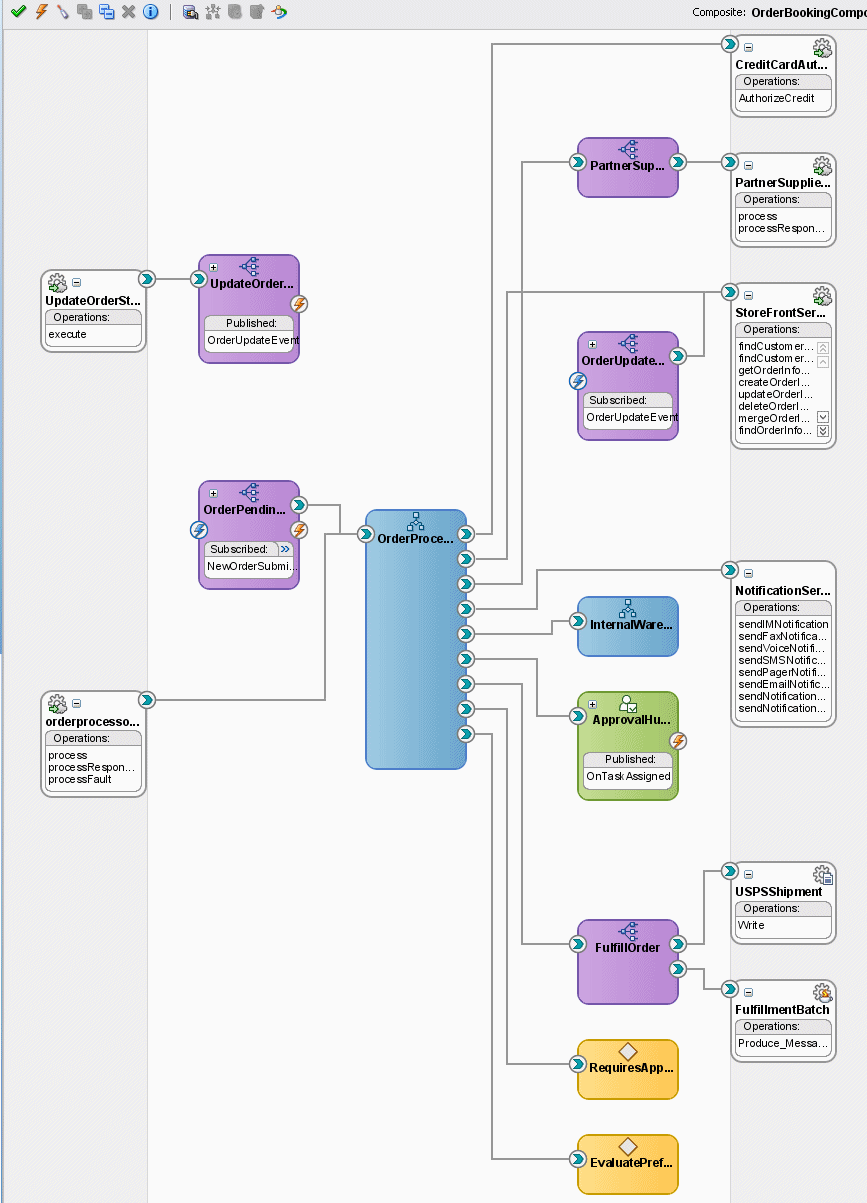 Composite: OrderBookingCompo
CreditCardAut...
Operations:
AuthorizeCredit
PartnerSup...
PartnerSupplie...
Operations:
process
processRespon...
UpdateOrderSt...
Operations:
execute
UpdateOrder...
Published:
OrderUpdateEvent
OrderUpdate...
Subscribed:
OrderUpdateEvent
StoreFrontSer...
Operations:
findCustomer...
findCustomer...
getOrderInfo...
createOrderI...
updateOrderI...
deleteOrderI...
mergeOrderI...
findOrderInfo...
OrderPendin...
Subscribed: »
NewOrderSubmi...
OrderProce...
NotificationSer...
Operations:
sendIMNotification
sendFaxNotifica...
sendVoiceNotifi...
sendSMSNotific...
sendPagerNotifi...
sendEmailNotific...
sendNotification...
sendNotification...
InternalWare...
orderprocesso...
Operations:
process
processRespon...
processFault
ApprovalHu...
Published:
OnTaskAssigned
USPSShipment
Operations:
Write
FulfillOrder
FulfillmentBatch
Operations:
Produce_Messa...
RequiresApp...
EvaluatePref...